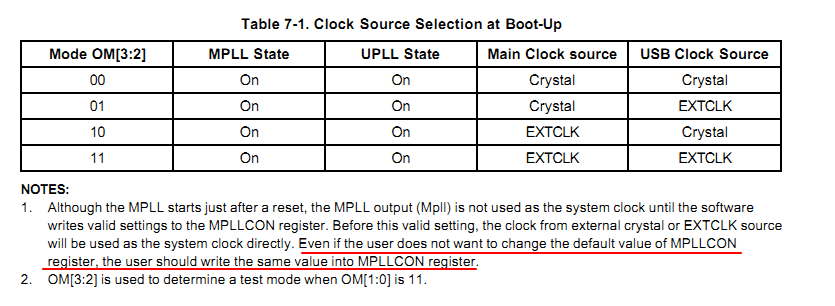 Table 7-1. Clock Source Selection at Boot-Up
Mode OM[3:2] MPLL State UPLL State Main Clock source USB Clock Source
00 On On Crystal Crystal
01 On On Crystal EXTCLK
10 On On EXTCLK Crystal
11 On On EXTCLK EXTCLK
NOTES:
1. Although the MPLL starts just after a reset, the MPLL output (Mpll) is not used as the system clock until the software
writes valid settings to the MPLLCON register. Before this valid setting, the clock from external crystal or EXTCLK source
will be used as the system clock directly. Even if the user does not want to change the default value of MPLLCON
register, the user should write the same value into MPLLCON register.
2. OM[3:2] is used to determine a test mode when OM[1:0] is 11.